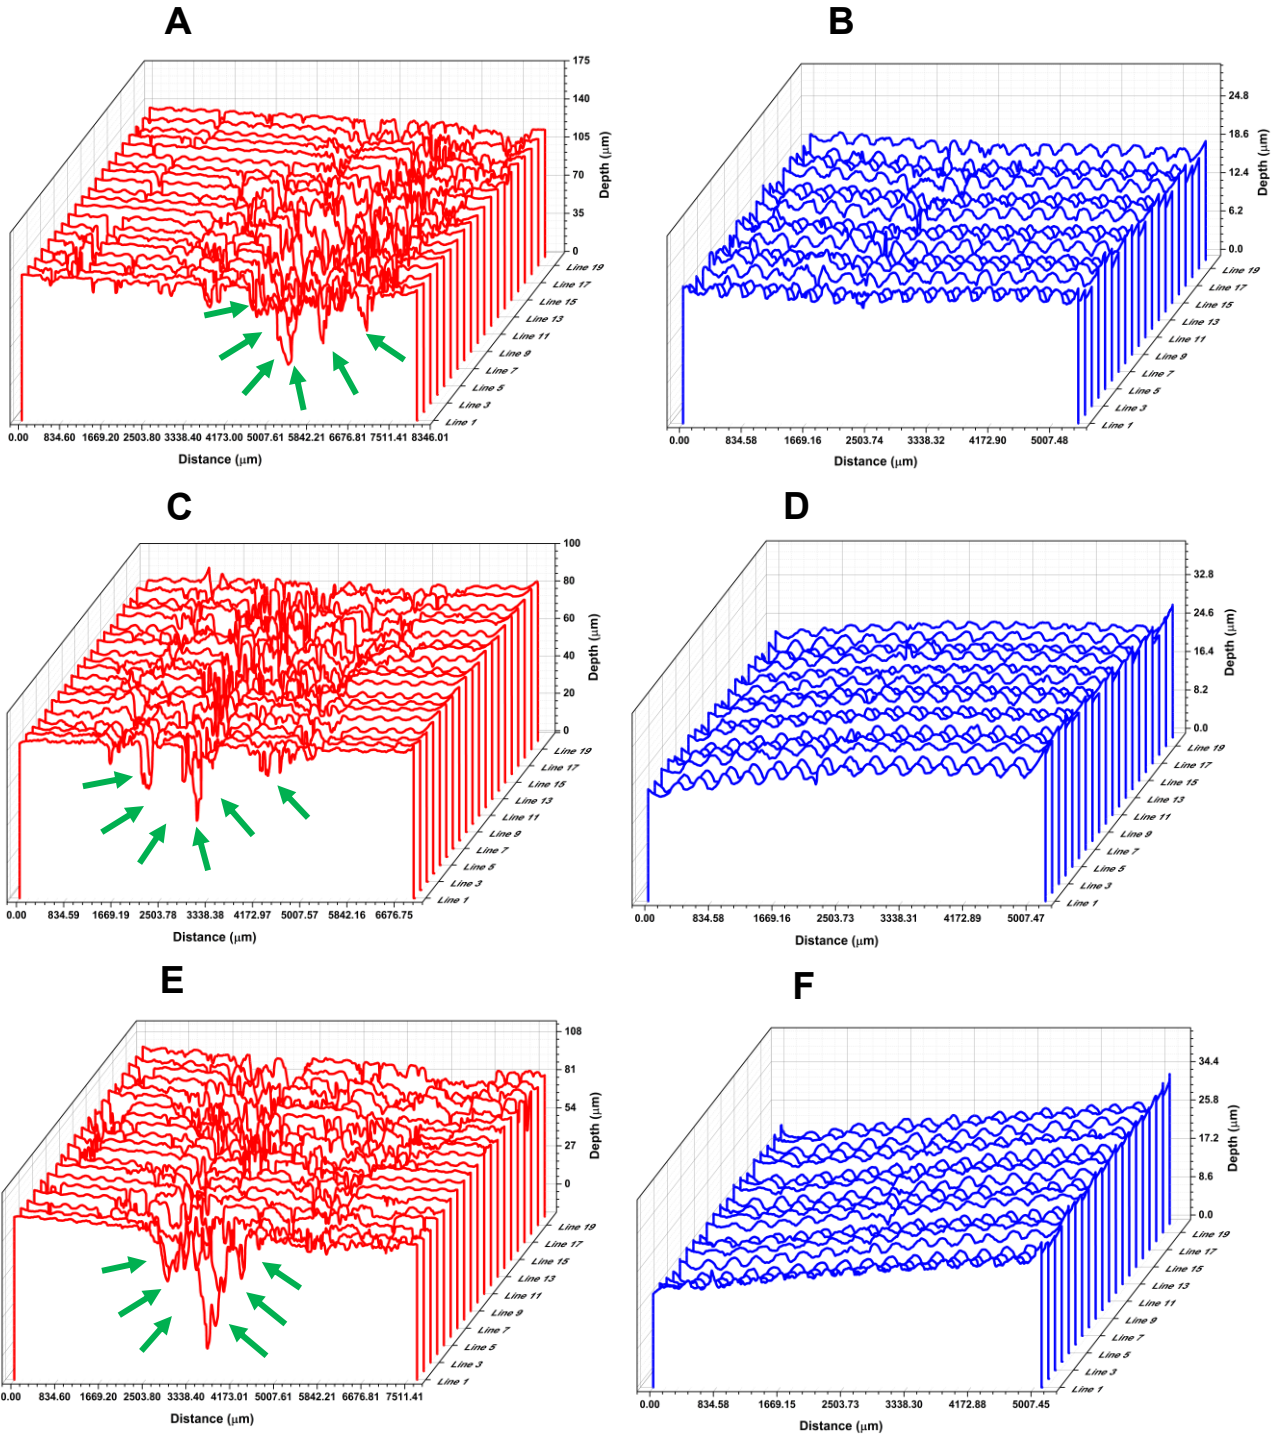 A
175
140
105
70
35
0
Depth (μm)
Line 19
Line 17
Line 15
Line 13
Line 11
Line 9
Line 7
Line 5
Line 3
Line 1
0.00 834.60 1669.20 2503.80 3338.40 4173.00 5007.61 5842.21 6676.81 7511.41 8346.01
Distance (μm)
B
24.8
18.6
12.4
6.2
0.0
Depth (μm)
Line 19
Line 17
Line 15
Line 13
Line 11
Line 9
Line 7
Line 5
Line 3
Line 1
0.00 834.58 1669.16 2503.74 3338.32 4172.90 5007.48
Distance (μm)
C
100
80
60
40
20
0
Depth (μm)
Line 19
Line 17
Line 15
Line 13
Line 11
Line 9
Line 7
Line 5
Line 3
Line 1
0.00 834.59 1669.19 2503.78 3338.38 4172.97 5007.57 5842.16 6676.75
Distance (μm)
D
32.8
24.6
16.4
8.2
0.0
Depth (μm)
Line 19
Line 17
Line 15
Line 13
Line 11
Line 9
Line 7
Line 5
Line 3
Line 1
0.00 834.58 1669.16 2503.73 3338.31 4172.89 5007.47
Distance (μm)
E
108
81
54
27
0
Depth (μm)
Line 19
Line 17
Line 15
Line 13
Line 11
Line 9
Line 7
Line 5
Line 3
Line 1
0.00 834.60 1669.20 2503.80 3338.40 4173.01 5007.61 5842.21 6676.81 7511.41
Distance (μm)
F
34.4
25.8
17.2
8.6
0.0
Depth (μm)
Line 19
Line 17
Line 15
Line 13
Line 11
Line 9
Line 7
Line 5
Line 3
Line 1
0.00 834.58 1669.15 2503.73 3338.30 4172.88 5007.45
Distance (μm)